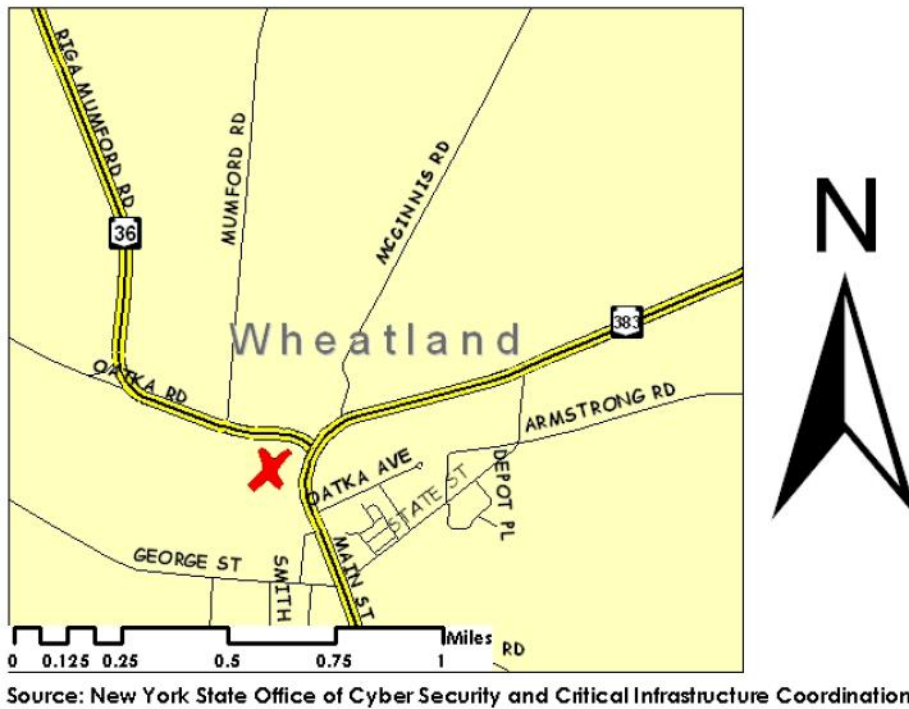 RIGA MUMFORD RD
MUMFORD RD
MCGINNIS RD
N
36
383
Wheatland
OATKA RD
ARMSTRONG RD
OATKA AVE
STATE ST
DEPOT PL
GEORGE ST
SMITH
MAIN ST
Miles
RD
0 0.125 0.25 0.5 0.75 1
Source: New York State Office of Cyber Security and Critical Infrastructure Coordination